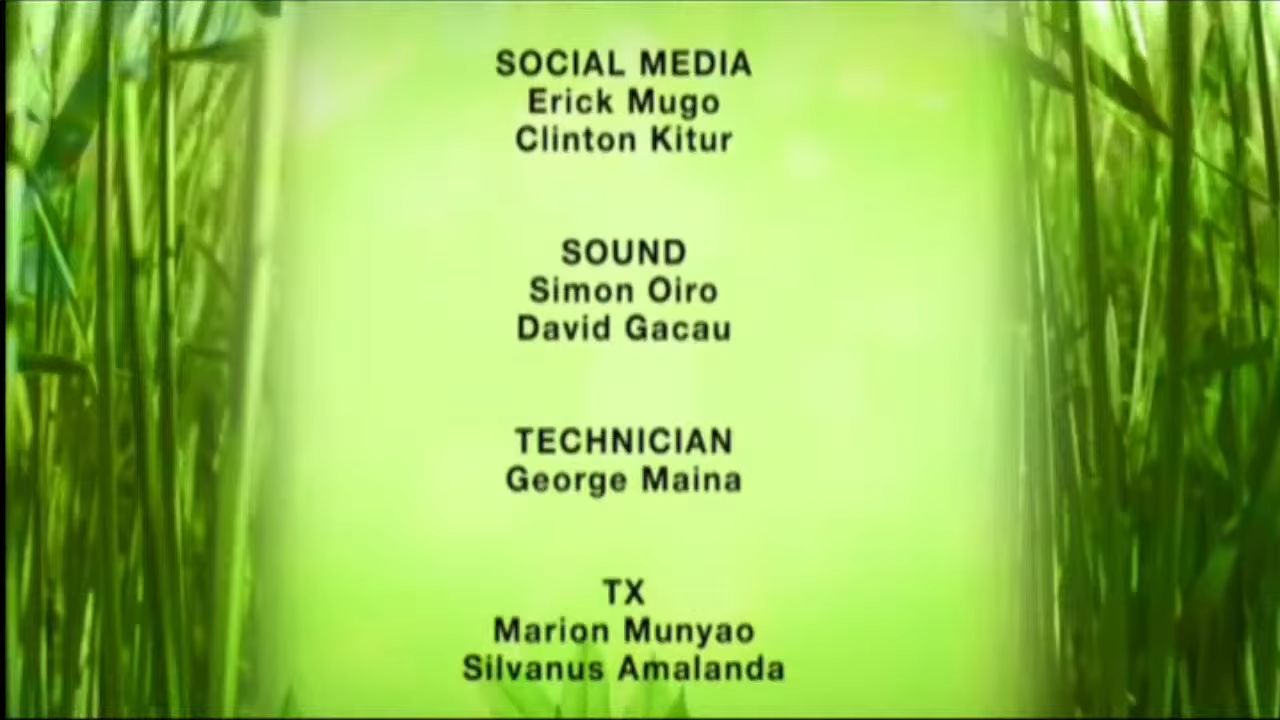 SOCIAL MEDIA
Erick Mugo
Clinton Kitur
SOUND
Simon Oiro
David Gacau
TECHNICIAN
George Maina
TX
Marion Munyao
Silvanus Amalanda